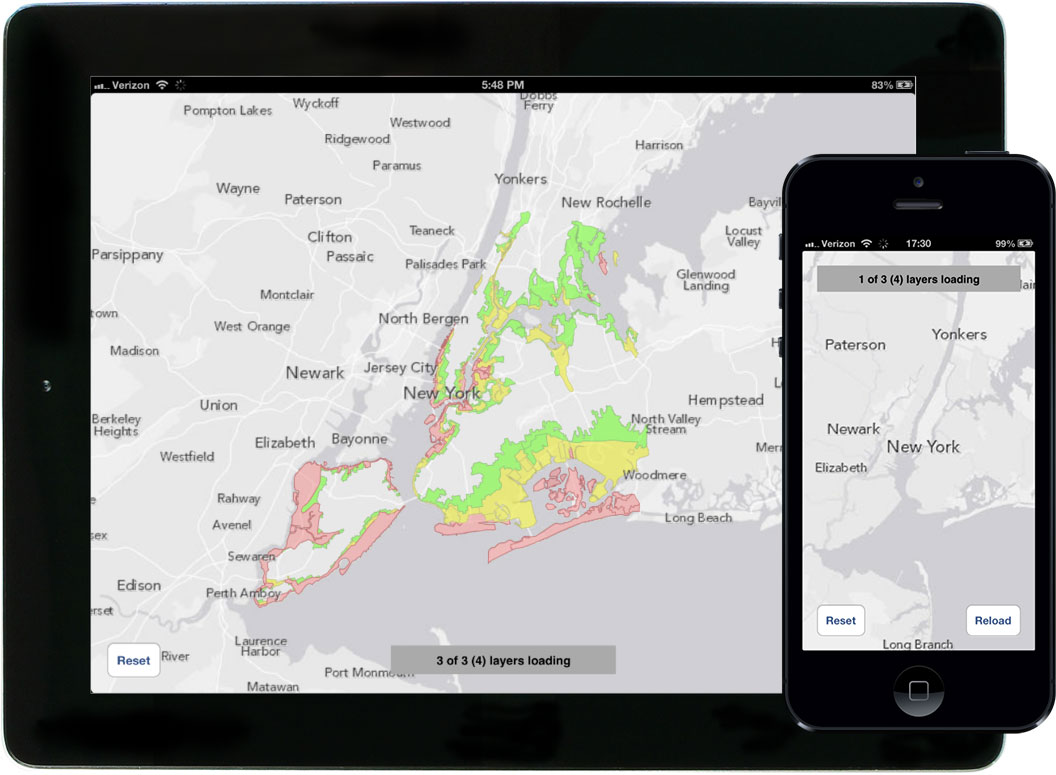 Verizon
5:48 PM
83%
Dobbs
Ferry
Wyckoff
Pompton Lakes
Westwood
Ridgewood
Harrison
Paramus
Yonkers
Wayne
Paterson
New Rochelle
Teaneck
Clifton
Locust
Valley
Parsippany
Passaic
Palisades Park
Glenwood
Landing
Montclair
town
North Bergen
West Orange
Madison
Jersey City
Newark
New York
Hempstead
Union
Berkeley
Heights
North Valley
Stream
Elizabeth
Bayonne
Westfield
Woodmere
Rahway
Long Beach
Avenel
sex
Sewaren
Edison
Perth Amboy
erset
Laurence
Harbor
Reset
River
3 of 3 (4) layers loading
Port Monmou
Matawan
Verizon
17:30
99%
1 of 3 (4) layers loading
Yonkers
Paterson
Newark
New York
Elizabeth
Reset
Reload
Long Branch